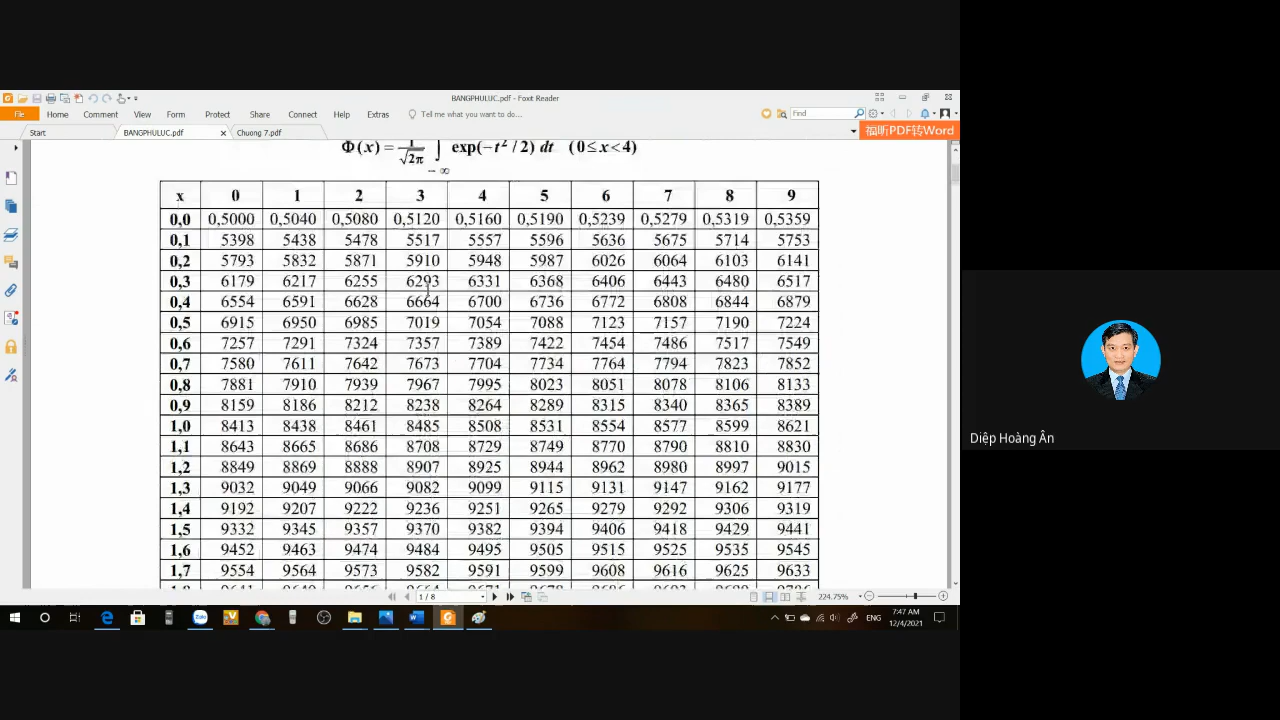 BANGPHULUC.pdf - Foxit Reader
File Home Comment View Form Protect Share Connect Help Extras Tell me what you want to do... Find
Start BANGPHULUC.pdf × Chuong 7.pdf 福昕PDF转Word
Φ(x) = 1/√2π ∫ −∞ exp(−t²/2) dt (0≤x<4)
x 0 1 2 3 4 5 6 7 8 9
0,0 0,5000 0,5040 0,5080 0,5120 0,5160 0,5190 0,5239 0,5279 0,5319 0,5359
0,1 5398 5438 5478 5517 5557 5596 5636 5675 5714 5753
0,2 5793 5832 5871 5910 5948 5987 6026 6064 6103 6141
0,3 6179 6217 6255 6293 6331 6368 6406 6443 6480 6517
0,4 6554 6591 6628 6664 6700 6736 6772 6808 6844 6879
0,5 6915 6950 6985 7019 7054 7088 7123 7157 7190 7224
0,6 7257 7291 7324 7357 7389 7422 7454 7486 7517 7549
0,7 7580 7611 7642 7673 7704 7734 7764 7794 7823 7852
0,8 7881 7910 7939 7967 7995 8023 8051 8078 8106 8133
0,9 8159 8186 8212 8238 8264 8289 8315 8340 8365 8389
1,0 8413 8438 8461 8485 8508 8531 8554 8577 8599 8621
1,1 8643 8665 8686 8708 8729 8749 8770 8790 8810 8830
1,2 8849 8869 8888 8907 8925 8944 8962 8980 8997 9015
1,3 9032 9049 9066 9082 9099 9115 9131 9147 9162 9177
1,4 9192 9207 9222 9236 9251 9265 9279 9292 9306 9319
1,5 9332 9345 9357 9370 9382 9394 9406 9418 9429 9441
1,6 9452 9463 9474 9484 9495 9505 9515 9525 9535 9545
1,7 9554 9564 9573 9582 9591 9599 9608 9616 9625 9633
1 / 8 224.75%
ENG 7:47 AM
12/4/2021
Diệp Hoàng Ân